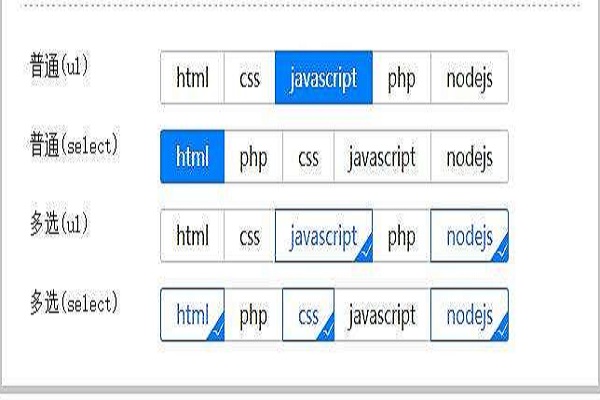 普通(ul) html css javascript php nodejs
普通(select) html php css javascript nodejs
多选(ul) html css javascript php nodejs
多选(select) html php css javascript nodejs